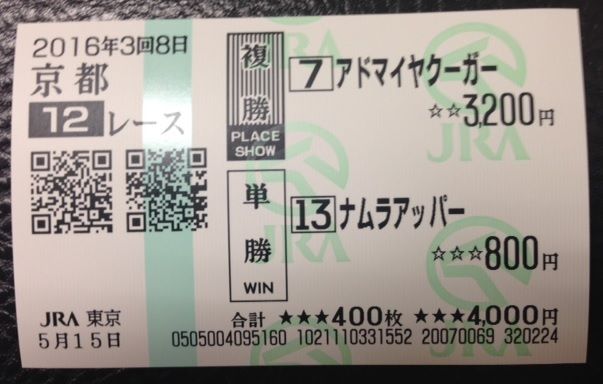 2016年3回8日
京都
12レース
JRA 東京
5月15日
複勝
PLACE
SHOW
7 アドマイヤクーガー
☆☆3,200円
単勝
WIN
13 ナムラアッパー
☆☆☆800円
合計 ★★★400枚 ★★★4,000円
0505004095160 1021110331552 20070069 320224
JRA
JRA
JRA